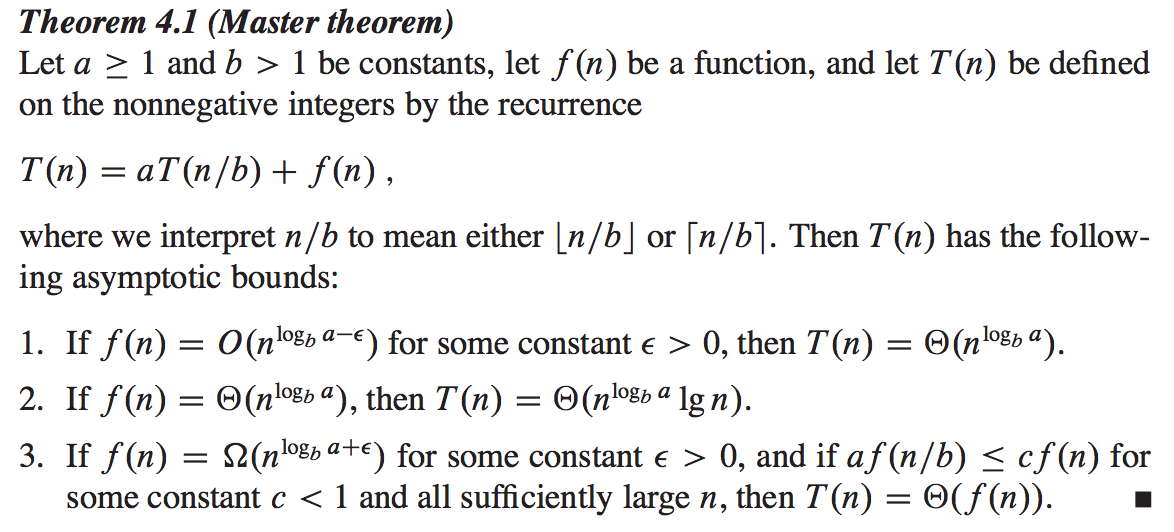 Theorem 4.1 (Master theorem)
Let a ≥ 1 and b > 1 be constants, let f(n) be a function, and let T(n) be defined
on the nonnegative integers by the recurrence
T(n) = aT(n/b) + f(n) ,
where we interpret n/b to mean either ⌊n/b⌋ or ⌈n/b⌉. Then T(n) has the follow-
ing asymptotic bounds:
1. If f(n) = O(n^{log_b a−ϵ}) for some constant ϵ > 0, then T(n) = Θ(n^{log_b a}).
2. If f(n) = Θ(n^{log_b a}), then T(n) = Θ(n^{log_b a} lg n).
3. If f(n) = Ω(n^{log_b a+ϵ}) for some constant ϵ > 0, and if af(n/b) ≤ cf(n) for
some constant c < 1 and all sufficiently large n, then T(n) = Θ(f(n)). ■